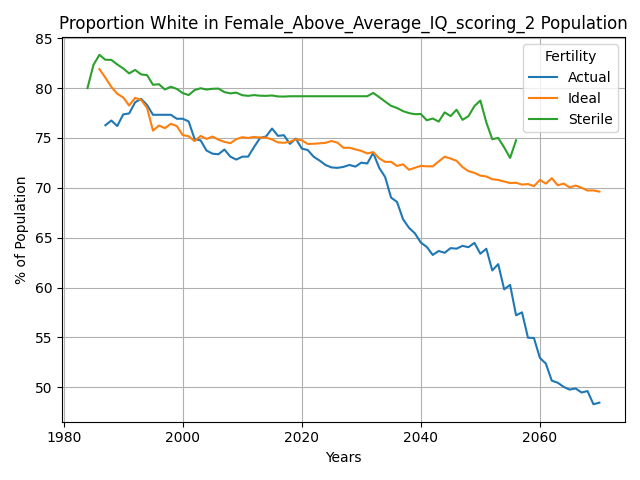 Proportion White in Female_Above_Average_IQ_scoring_2 Population
% of Population
85
80
75
70
65
60
55
50
1980
2000
2020
2040
2060
Years
Fertility
Actual
Ideal
Sterile